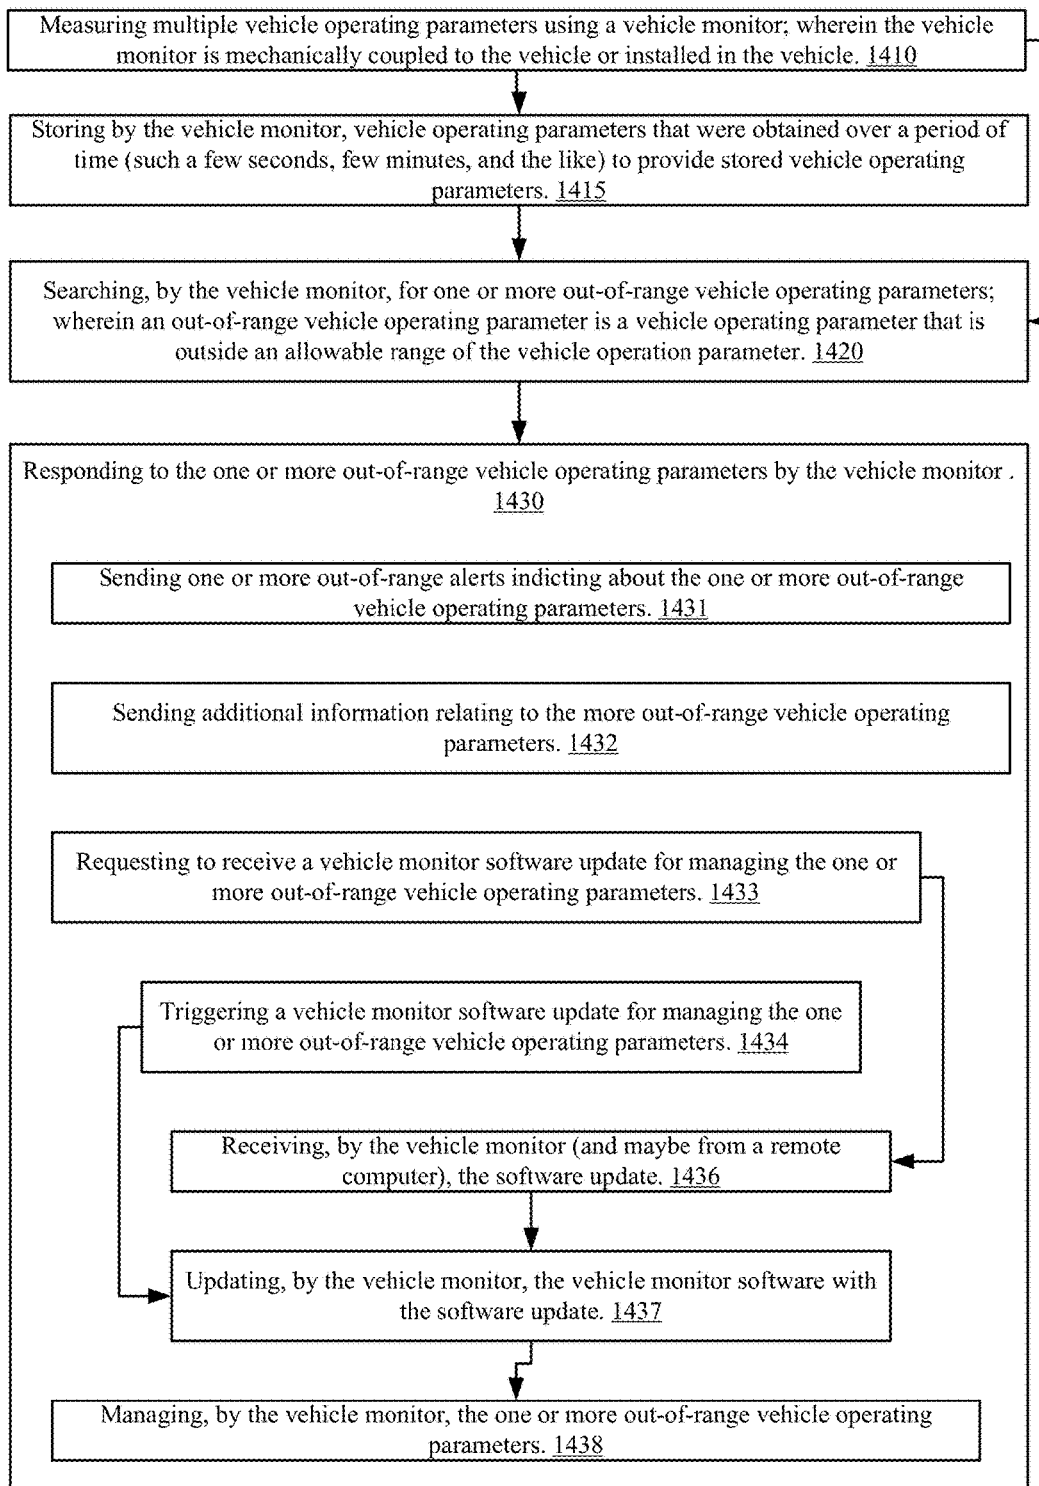 Measuring multiple vehicle operating parameters using a vehicle monitor; wherein the vehicle
monitor is mechanically coupled to the vehicle or installed in the vehicle. 1410
Storing by the vehicle monitor, vehicle operating parameters that were obtained over a period of
time (such a few seconds, few minutes, and the like) to provide stored vehicle operating
parameters. 1415
Searching, by the vehicle monitor, for one or more out-of-range vehicle operating parameters;
wherein an out-of-range vehicle operating parameter is a vehicle operating parameter that is
outside an allowable range of the vehicle operation parameter. 1420
Responding to the one or more out-of-range vehicle operating parameters by the vehicle monitor .
1430
Sending one or more out-of-range alerts indicting about the one or more out-of-range
vehicle operating parameters. 1431
Sending additional information relating to the more out-of-range vehicle operating
parameters. 1432
Requesting to receive a vehicle monitor software update for managing the one or
more out-of-range vehicle operating parameters. 1433
Triggering a vehicle monitor software update for managing the one
or more out-of-range vehicle operating parameters. 1434
Receiving, by the vehicle monitor (and maybe from a remote
computer), the software update. 1436
Updating, by the vehicle monitor, the vehicle monitor software with
the software update. 1437
Managing, by the vehicle monitor, the one or more out-of-range vehicle operating
parameters. 1438